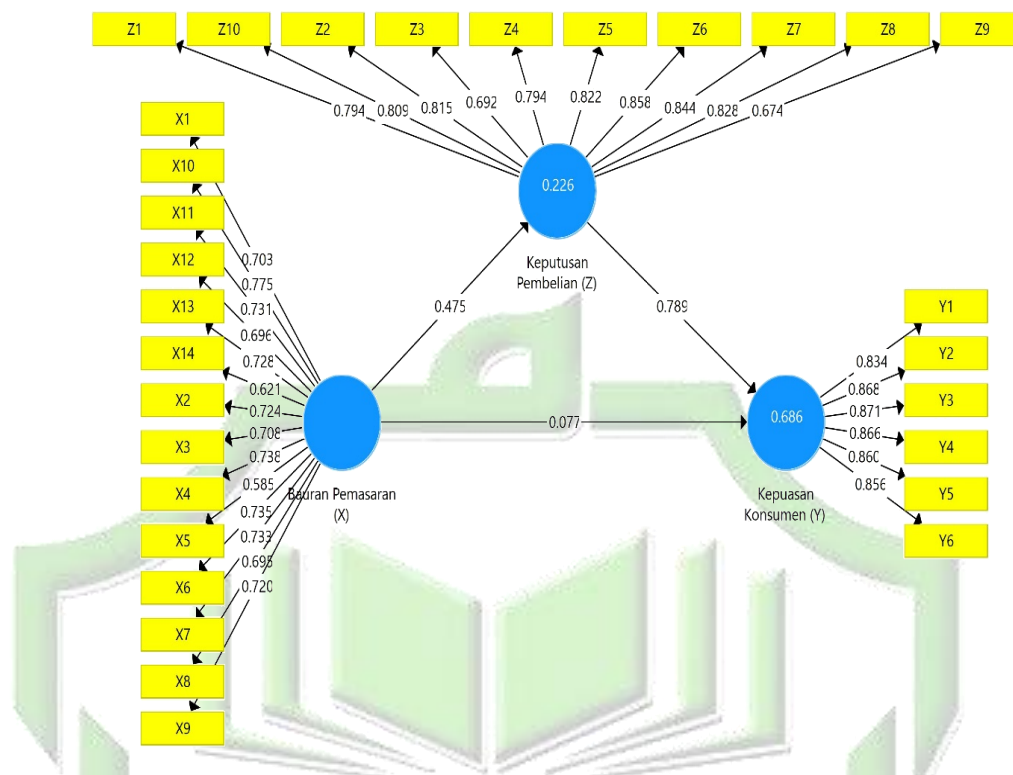 Z1
Z10
Z2
Z3
Z4
Z5
Z6
Z7
Z8
Z9
0.794
0.809
0.815
0.692
0.794
0.822
0.858
0.844
0.828
0.674
0.226
Keputusan
Pembelian (Z)
X1
X10
X11
X12
X13
X14
X2
X3
X4
X5
X6
X7
X8
X9
0.703
0.775
0.731
0.696
0.728
0.621
0.724
0.708
0.738
0.585
0.735
0.733
0.695
0.720
Bauran Pemasaran
(X)
0.475
0.789
0.077
0.686
Kepuasan
Konsumen (Y)
0.834
0.868
0.871
0.866
0.860
0.856
Y1
Y2
Y3
Y4
Y5
Y6